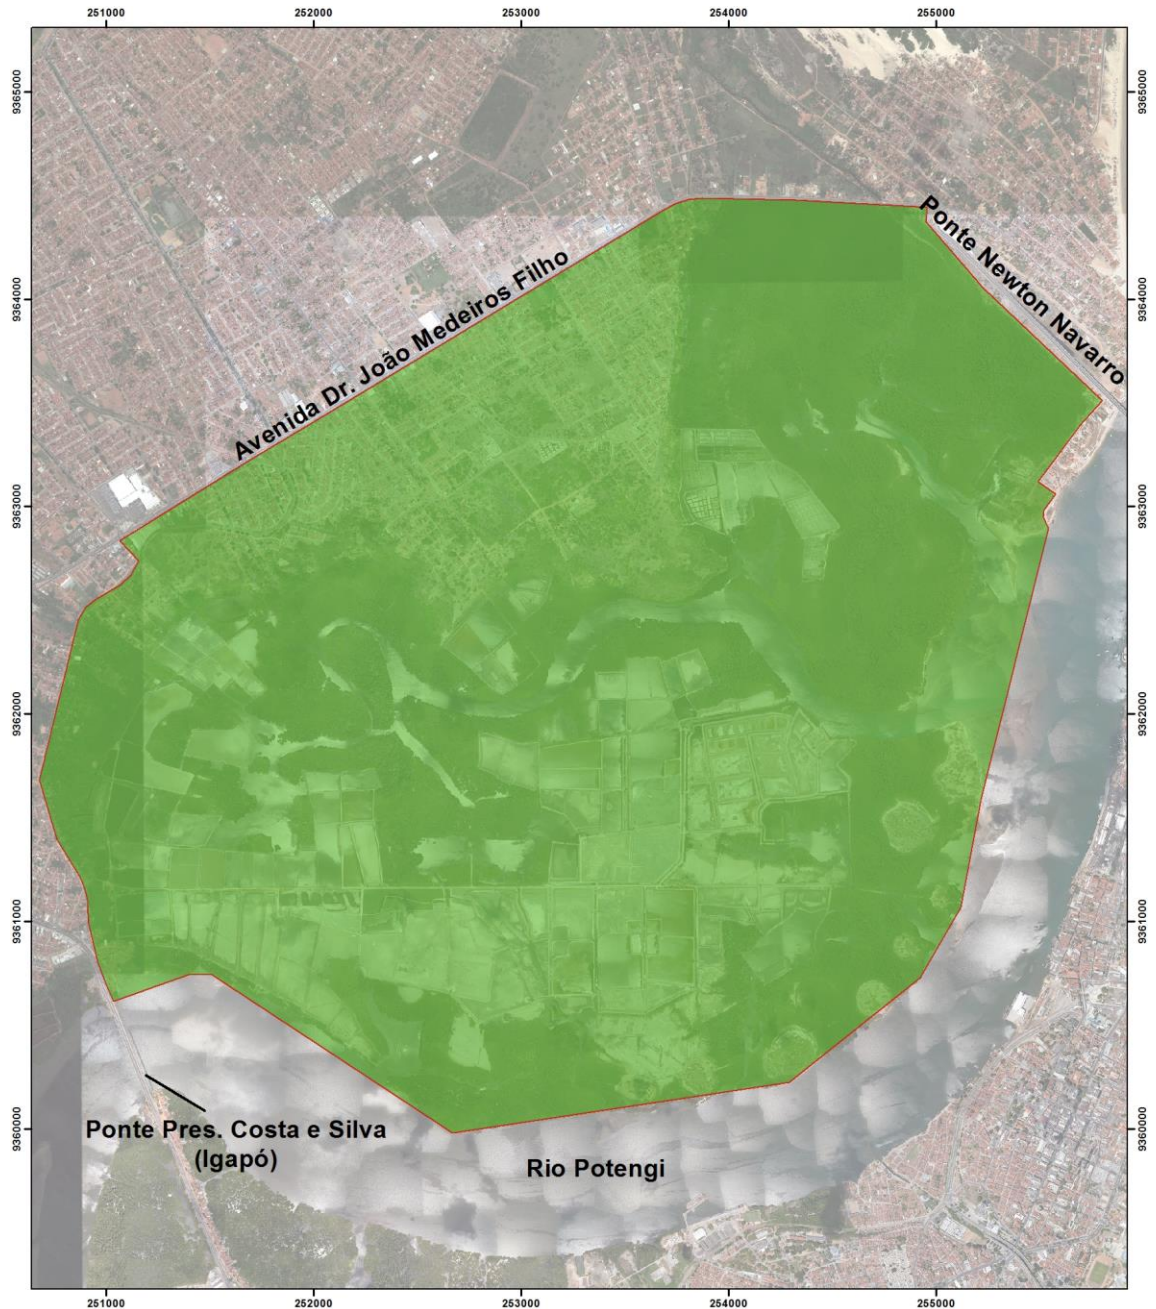 251000 252000 253000 254000 255000
9365000 9365000
Ponte Newton Navarro
9364000 9364000
Avenida Dr. João Medeiros Filho
9363000 9363000
9362000 9362000
9361000 9361000
9360000 9360000
Ponte Pres. Costa e Silva
(Igapó)
Rio Potengi
251000 252000 253000 254000 255000